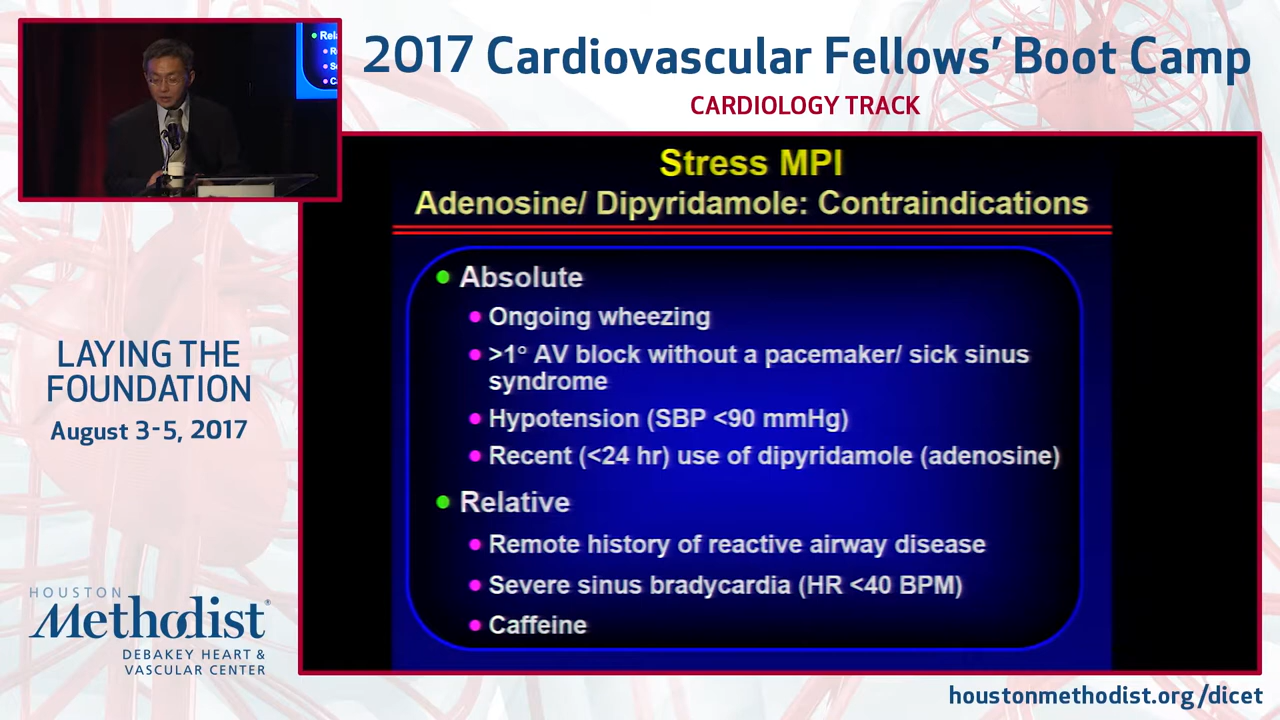 2017 Cardiovascular Fellows' Boot Camp
CARDIOLOGY TRACK
Stress MPI
Adenosine/ Dipyridamole: Contraindications
• Absolute
• Ongoing wheezing
• >1° AV block without a pacemaker/ sick sinus
syndrome
• Hypotension (SBP <90 mmHg)
• Recent (<24 hr) use of dipyridamole (adenosine)
• Relative
• Remote history of reactive airway disease
• Severe sinus bradycardia (HR <40 BPM)
• Caffeine
LAYING THE
FOUNDATION
August 3-5, 2017
HOUSTON
Methodist®
DEBAKEY HEART &
VASCULAR CENTER
houstonmethodist.org/dicet